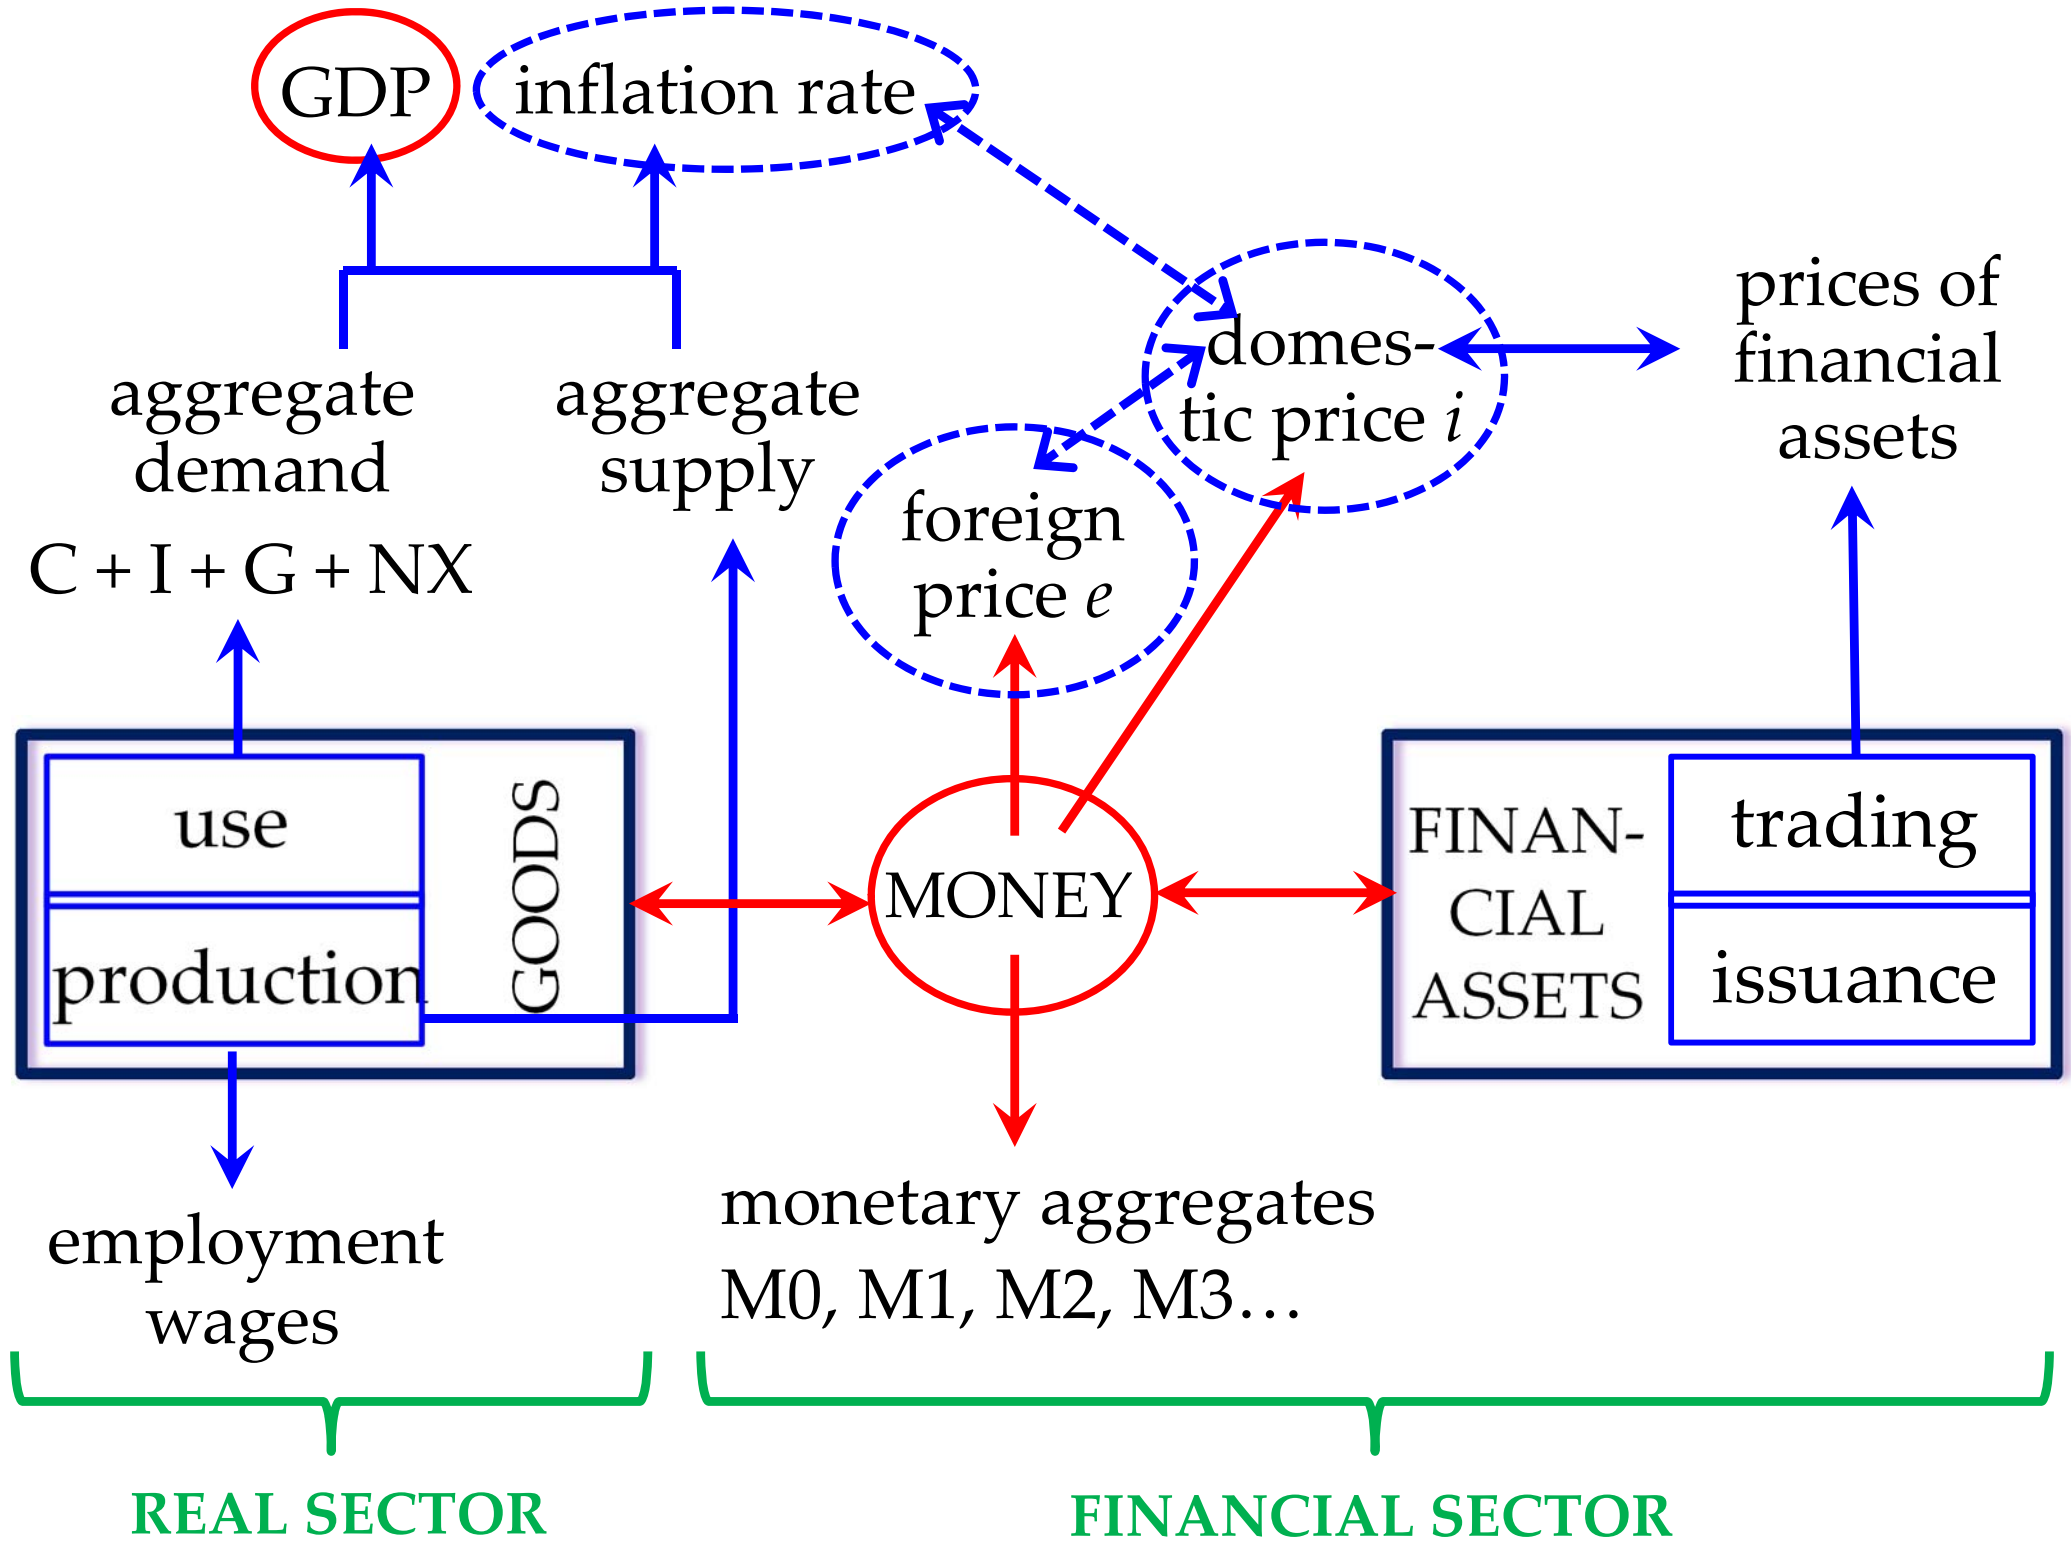 GDP
inflation rate
domes-
tic price i
prices of
financial
assets
aggregate
demand
C + I + G + NX
aggregate
supply
foreign
price e
use
production
GOODS
MONEY
FINAN-
CIAL
ASSETS
trading
issuance
employment
wages
monetary aggregates
M0, M1, M2, M3…
REAL SECTOR
FINANCIAL SECTOR